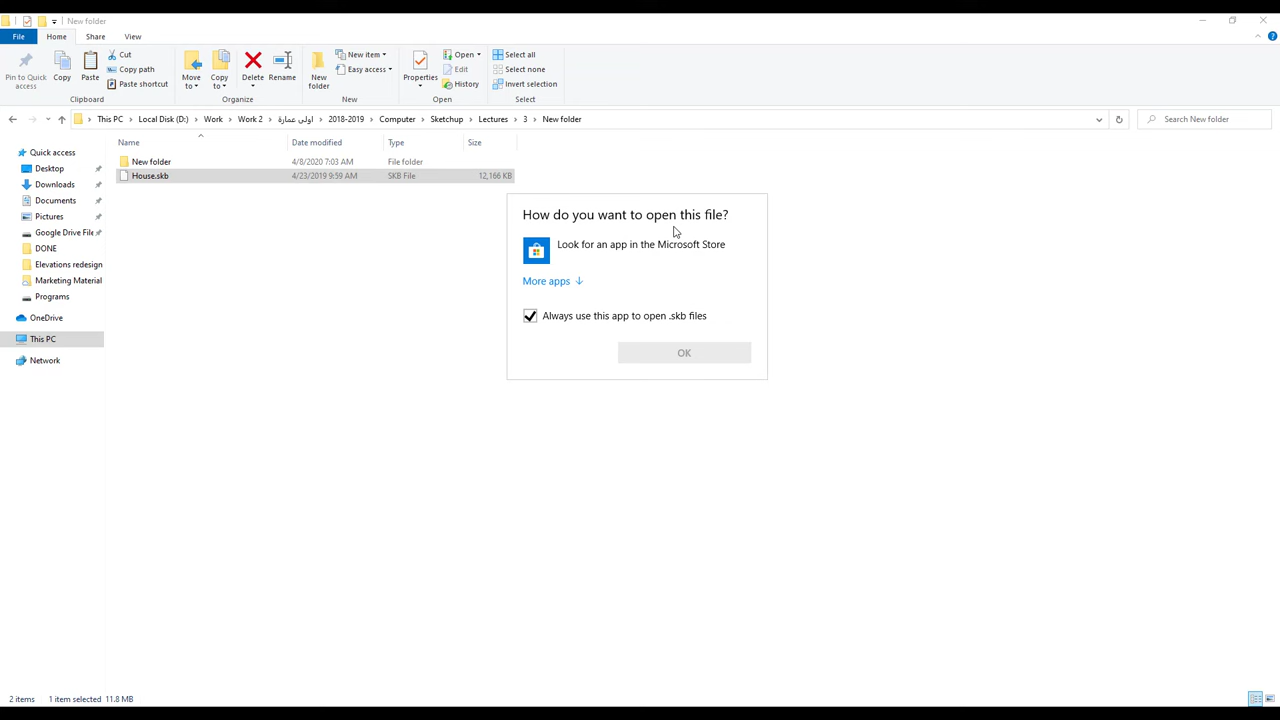 New folder
File Home Share View
Pin to Quick access
Copy
Paste
Cut
Copy path
Paste shortcut
Clipboard
Move to
Copy to
Delete
Rename
Organize
New folder
New item
Easy access
New
Properties
Open
Edit
History
Open
Select all
Select none
Invert selection
Select
This PC > Local Disk (D:) > Work > Work 2 > اولى عمارة > 2018-2019 > Computer > Sketchup > Lectures > 3 > New folder
Search New folder
Name Date modified Type Size
New folder 4/8/2020 7:03 AM File folder
House.skb 4/23/2019 9:59 AM SKB File 12,166 KB
Quick access
Desktop
Downloads
Documents
Pictures
Google Drive File
DONE
Elevations redesign
Marketing Material
Programs
OneDrive
This PC
Network
How do you want to open this file?
Look for an app in the Microsoft Store
More apps ↓
Always use this app to open .skb files
OK
2 items 1 item selected 11.8 MB